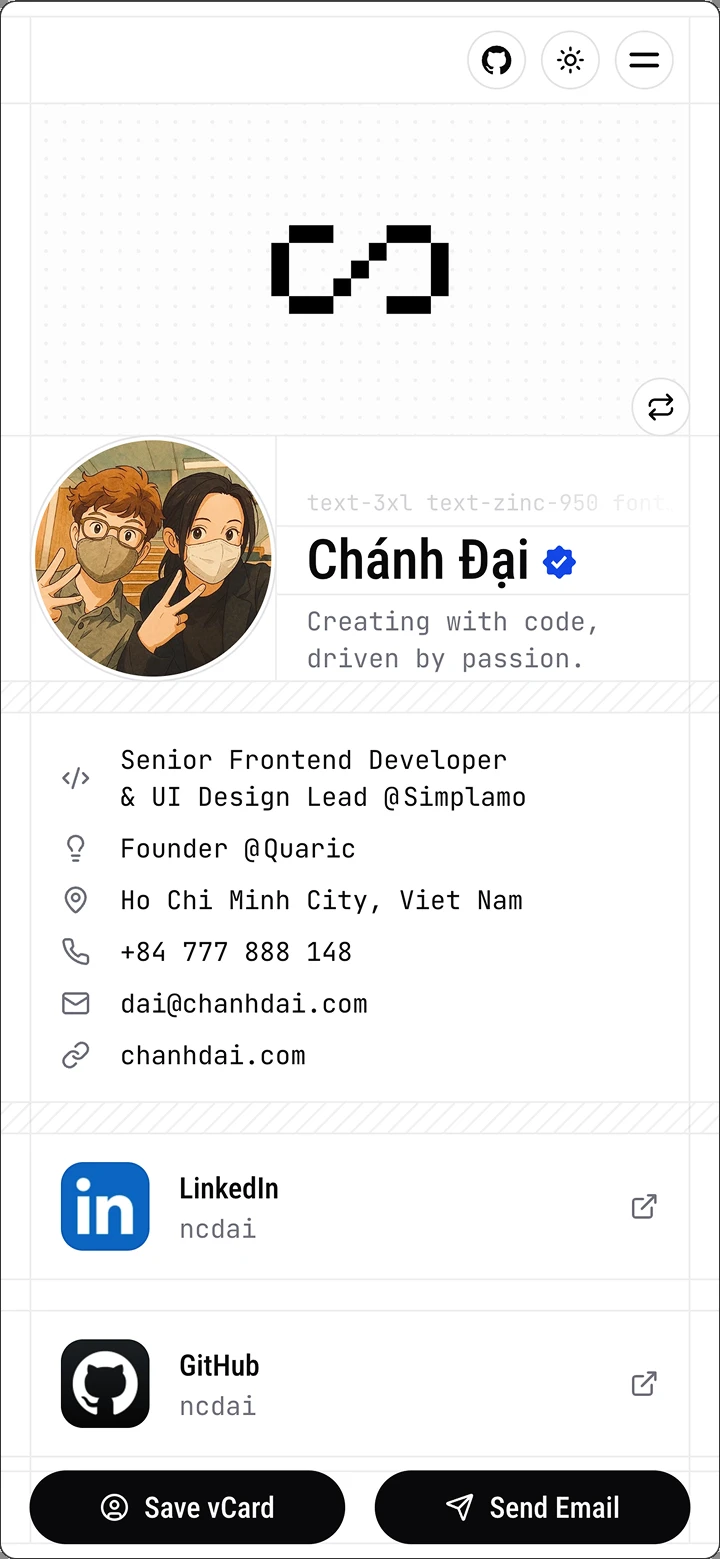 text-3xl text-zinc-950 font
Chánh Đại
Creating with code,
driven by passion.
Senior Frontend Developer
& UI Design Lead @Simplamo
Founder @Quaric
Ho Chi Minh City, Viet Nam
+84 777 888 148
dai@chanhdai.com
chanhdai.com
in
LinkedIn
ncdai
GitHub
ncdai
Save vCard
Send Email